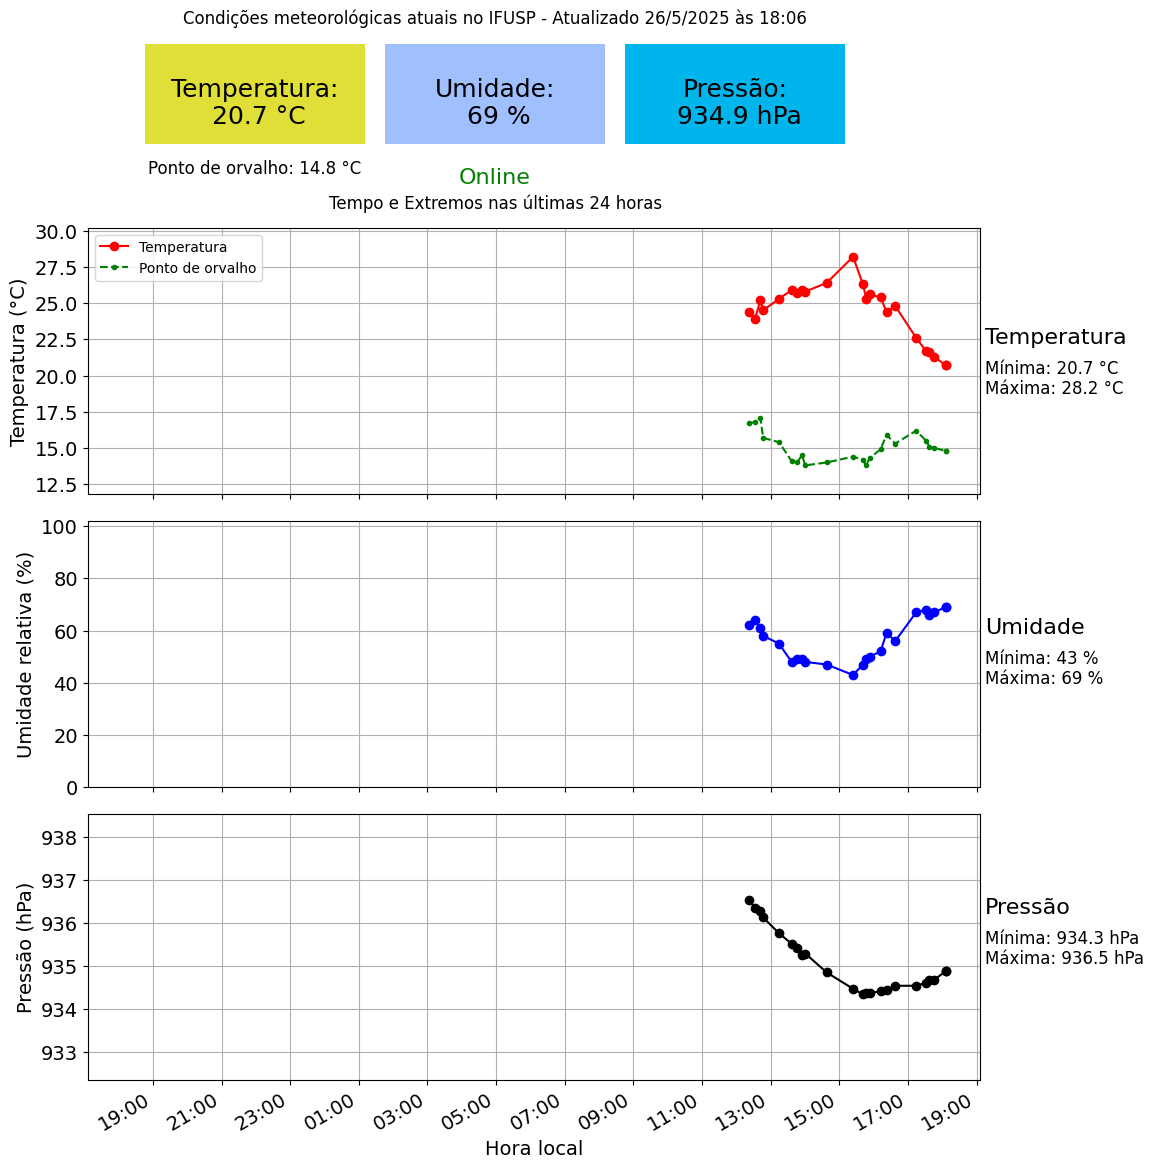 Condições meteorológicas atuais no IFUSP - Atualizado 26/5/2025 às 18:06
Temperatura:
20.7 °C
Umidade:
69 %
Pressão:
934.9 hPa
Ponto de orvalho: 14.8 °C
Online
Tempo e Extremos nas últimas 24 horas
Temperatura (°C)
30.0
27.5
25.0
22.5
20.0
17.5
15.0
12.5
Temperatura
Ponto de orvalho
Temperatura
Mínima: 20.7 °C
Máxima: 28.2 °C
Umidade relativa (%)
100
80
60
40
20
0
Umidade
Mínima: 43 %
Máxima: 69 %
Pressão (hPa)
938
937
936
935
934
933
Pressão
Mínima: 934.3 hPa
Máxima: 936.5 hPa
19:00 21:00 23:00 01:00 03:00 05:00 07:00 09:00 11:00 13:00 15:00 17:00 19:00
Hora local